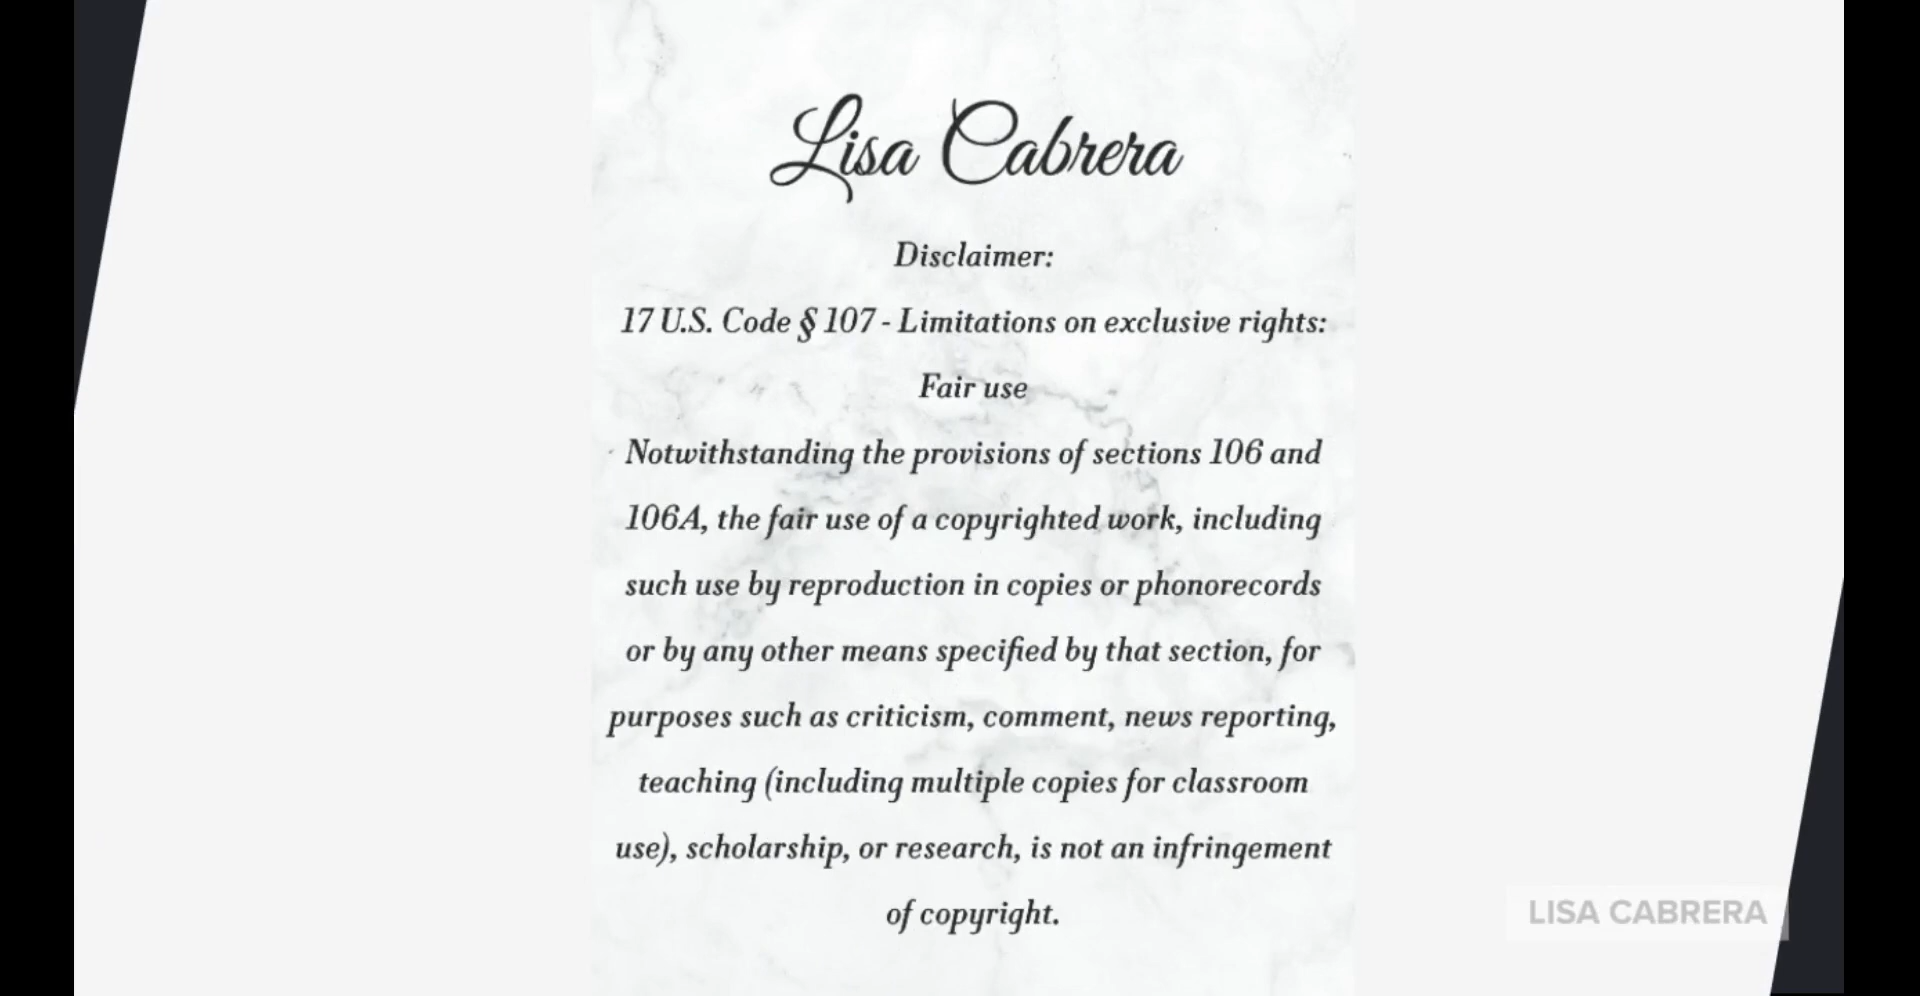 Lisa Cabrera
Disclaimer:
17 U.S. Code § 107 - Limitations on exclusive rights:
Fair use
Notwithstanding the provisions of sections 106 and
106A, the fair use of a copyrighted work, including
such use by reproduction in copies or phonorecords
or by any other means specified by that section, for
purposes such as criticism, comment, news reporting,
teaching (including multiple copies for classroom
use), scholarship, or research, is not an infringement
of copyright.
LISA CABRERA